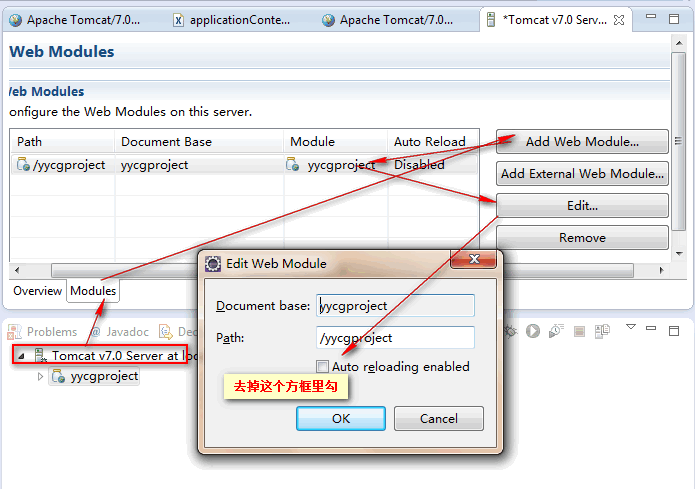 Apache Tomcat/7.0...
applicationConte...
Apache Tomcat/7.0...
*Tomcat v7.0 Serv...
Web Modules
eb Modules
onfigure the Web Modules on this server.
Path
Document Base
Module
Auto Reload
/yycgproject
yycgproject
yycgproject
Disabled
Add Web Module...
Add External Web Module...
Edit...
Remove
Overview
Modules
Problems
@ Javadoc
Dec
Tomcat v7.0 Server at loc
yycgproject
Edit Web Module
Document base:
yycgproject
Path:
/yycgproject
Auto reloading enabled
去掉这个方框里勾
OK
Cancel